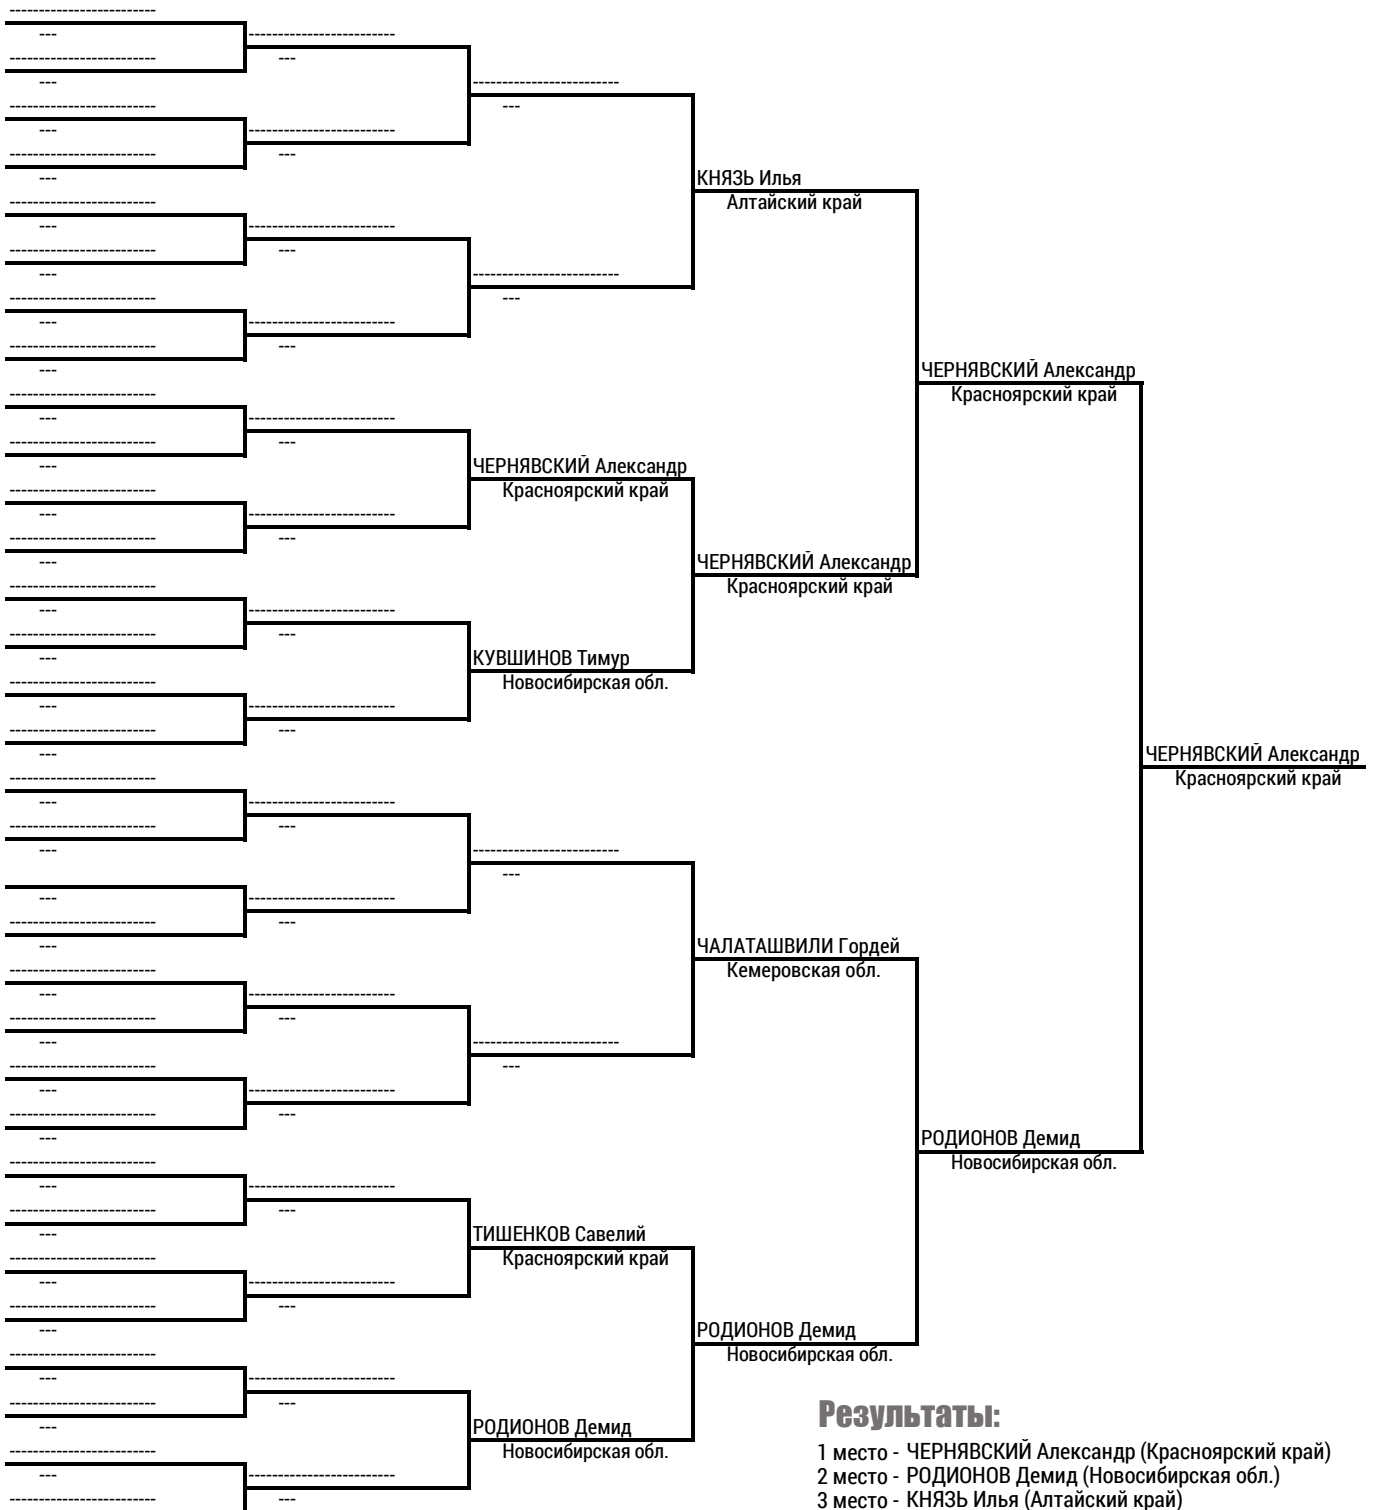 КНЯЗЬ Илья
Алтайский край
ЧЕРНЯВСКИЙ Александр
Красноярский край
ЧЕРНЯВСКИЙ Александр
Красноярский край
ЧЕРНЯВСКИЙ Александр
Красноярский край
КУВШИНОВ Тимур
Новосибирская обл.
ЧЕРНЯВСКИЙ Александр
Красноярский край
ЧАЛАТАШВИЛИ Гордей
Кемеровская обл.
РОДИОНОВ Демид
Новосибирская обл.
ТИШЕНКОВ Савелий
Красноярский край
РОДИОНОВ Демид
Новосибирская обл.
РОДИОНОВ Демид
Новосибирская обл.
Результаты:
1 место - ЧЕРНЯВСКИЙ Александр (Красноярский край)
2 место - РОДИОНОВ Демид (Новосибирская обл.)
3 место - КНЯЗЬ Илья (Алтайский край)